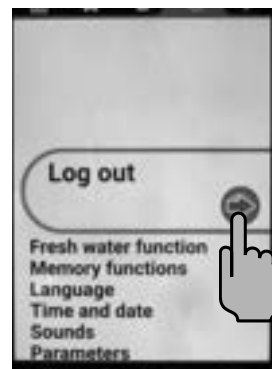 Log out
Fresh water function
Memory functions
Language
Time and date
Sounds
Parameters